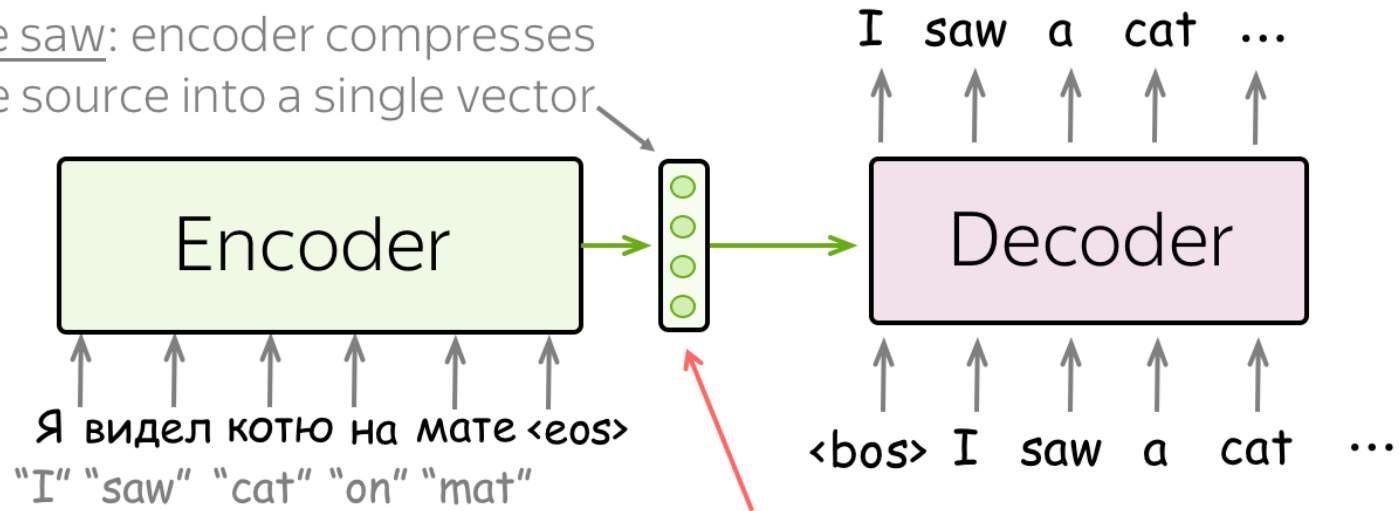 e saw: encoder compresses
e source into a single vector
I saw a cat ...
Encoder
Decoder
Я видел котю на мате <eos>
“I” “saw” “cat” “on” “mat”
<bos> I saw a cat ...